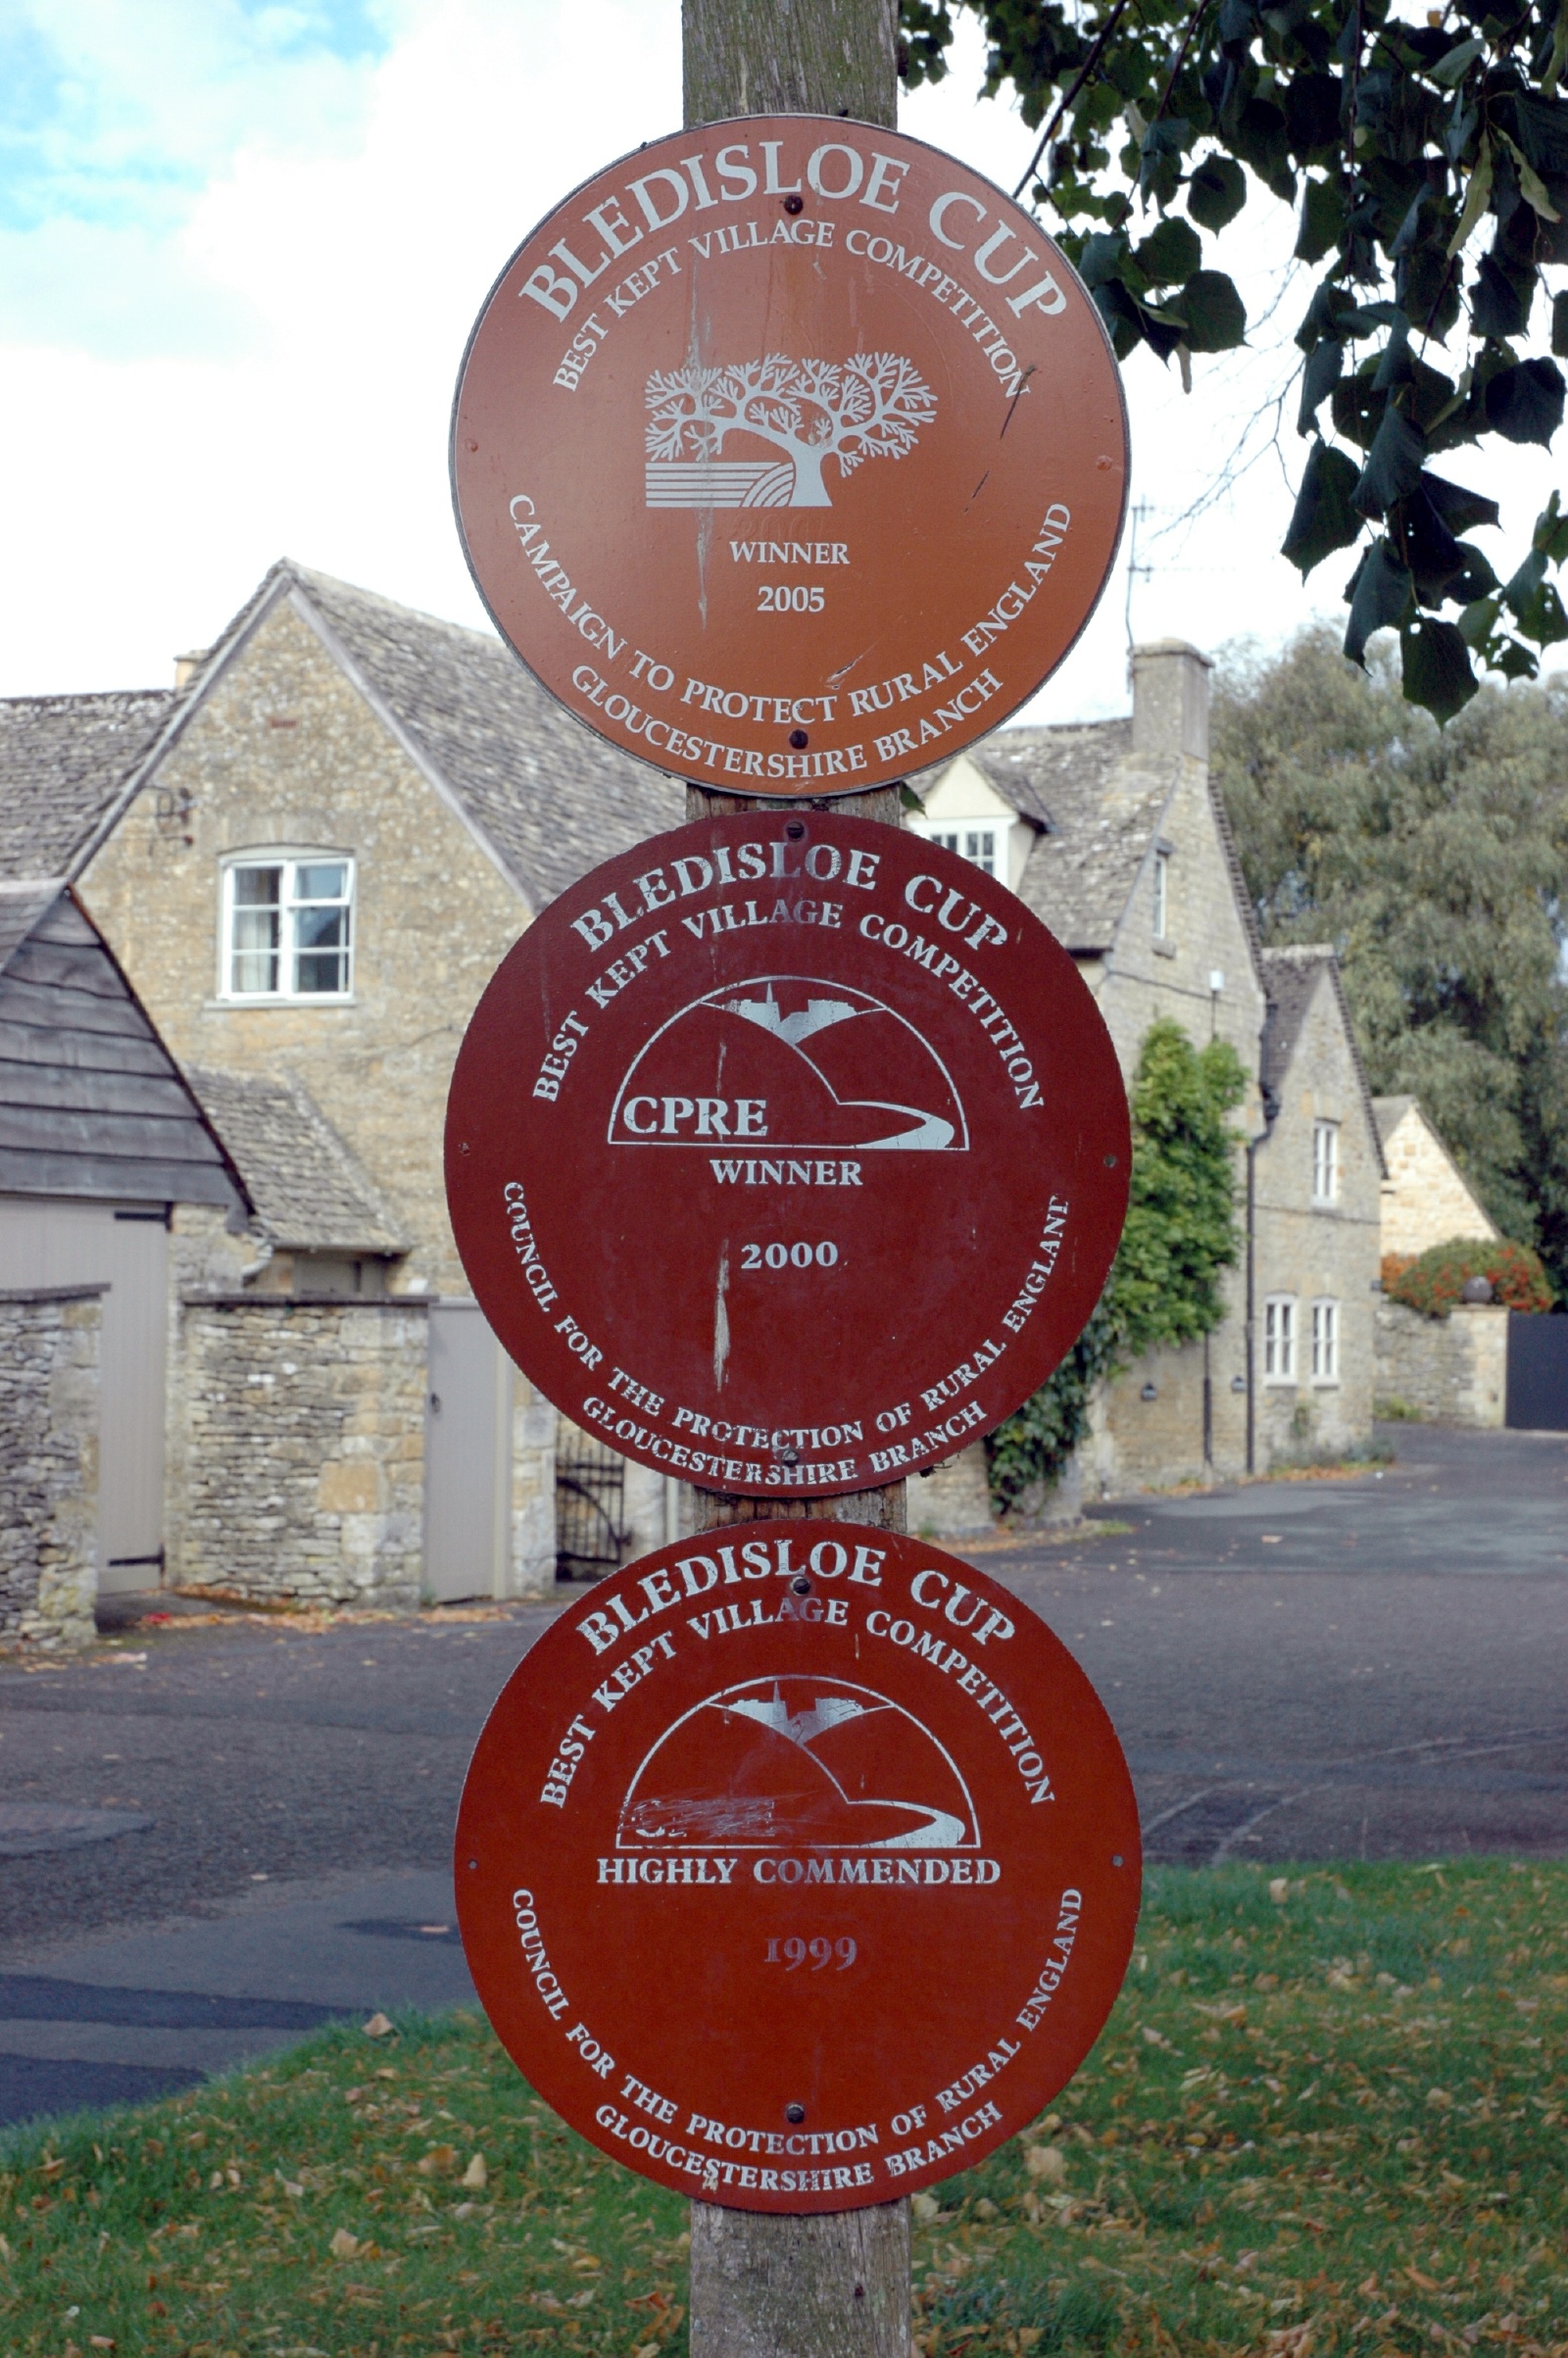 BLEDISLOE CUP
BEST KEPT VILLAGE COMPETITION
WINNER
2005
CAMPAIGN TO PROTECT RURAL ENGLAND
GLOUCESTERSHIRE BRANCH
BLEDISLOE CUP
BEST KEPT VILLAGE COMPETITION
CPRE
WINNER
2000
COUNCIL FOR THE PROTECTION OF RURAL ENGLAND
GLOUCESTERSHIRE BRANCH
BLEDISLOE CUP
BEST KEPT VILLAGE COMPETITION
HIGHLY COMMENDED
1999
COUNCIL FOR THE PROTECTION OF RURAL ENGLAND
GLOUCESTERSHIRE BRANCH